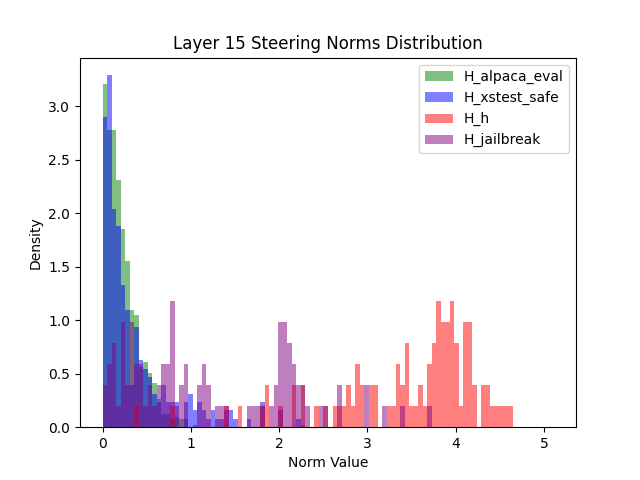 Layer 15 Steering Norms Distribution
H_alpaca_eval
H_xstest_safe
H_h
H_jailbreak
3.0
2.5
2.0
1.5
1.0
0.5
0.0
Density
0 1 2 3 4 5
Norm Value